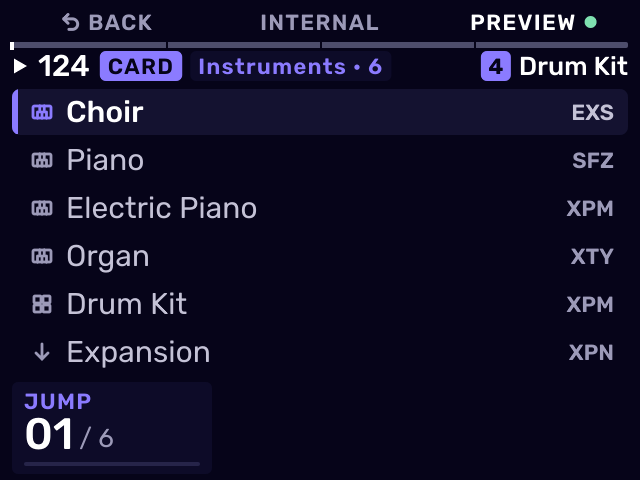 BACK INTERNAL PREVIEW
124 CARD Instruments · 6 4 Drum Kit
Choir EXS
Piano SFZ
Electric Piano XPM
Organ XTY
Drum Kit XPM
Expansion XPN
JUMP
01 / 6